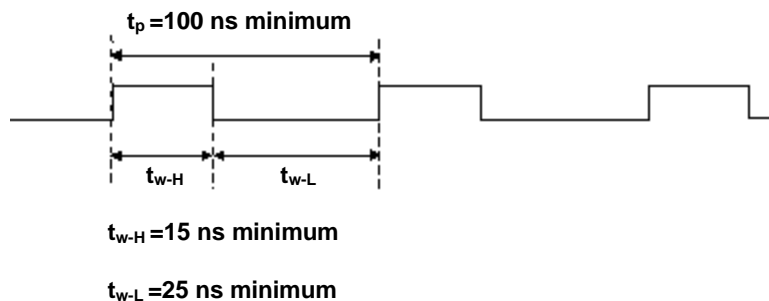 tp =100 ns minimum
tw-H tw-L
tw-H =15 ns minimum
tw-L =25 ns minimum